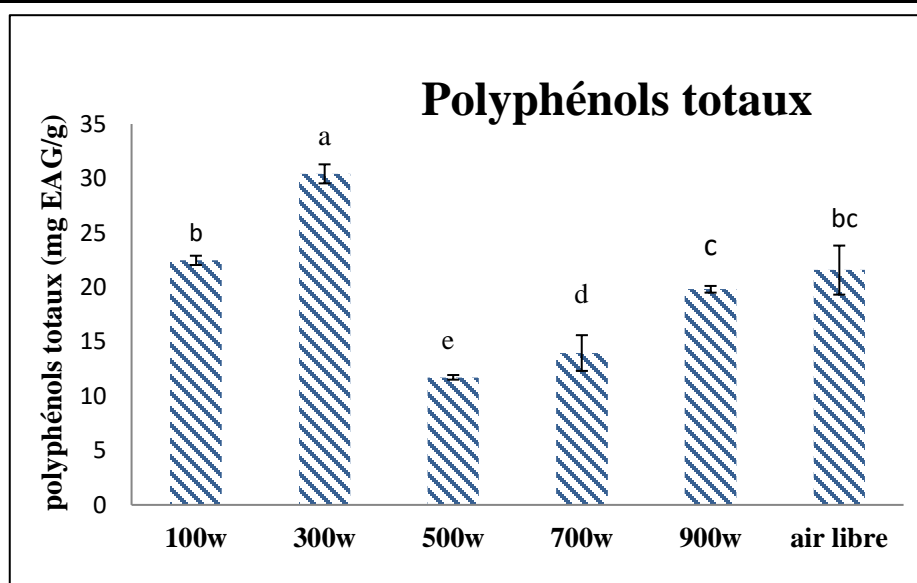 Polyphénols totaux
polyphénols totaux (mg EAG/g)
35
30
25
20
15
10
5
0
b
a
e
d
c
bc
100w 300w 500w 700w 900w air libre